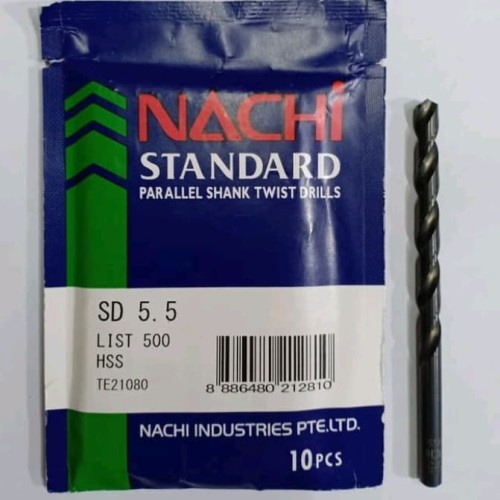 NACHi
STANDARD
PARALLEL SHANK TWIST DRILLS
SD 5.5
LIST 500
HSS
TE21080
8 886480 212810
NACHI INDUSTRIES PTE.LTD.
10PCS